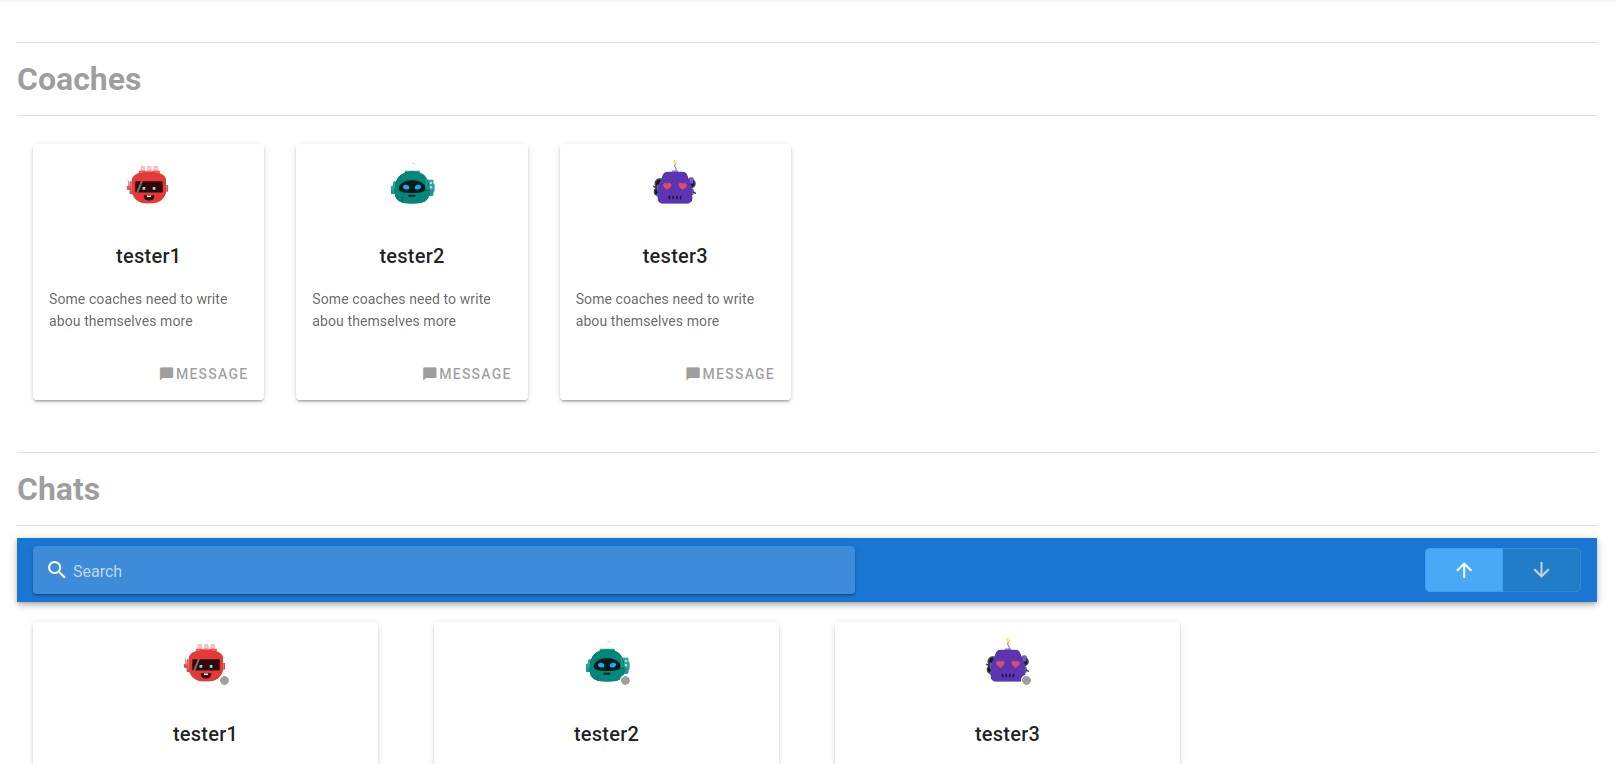 Coaches
tester1
Some coaches need to write
abou themselves more
MESSAGE
tester2
Some coaches need to write
abou themselves more
MESSAGE
tester3
Some coaches need to write
abou themselves more
MESSAGE
Chats
Search
tester1
tester2
tester3